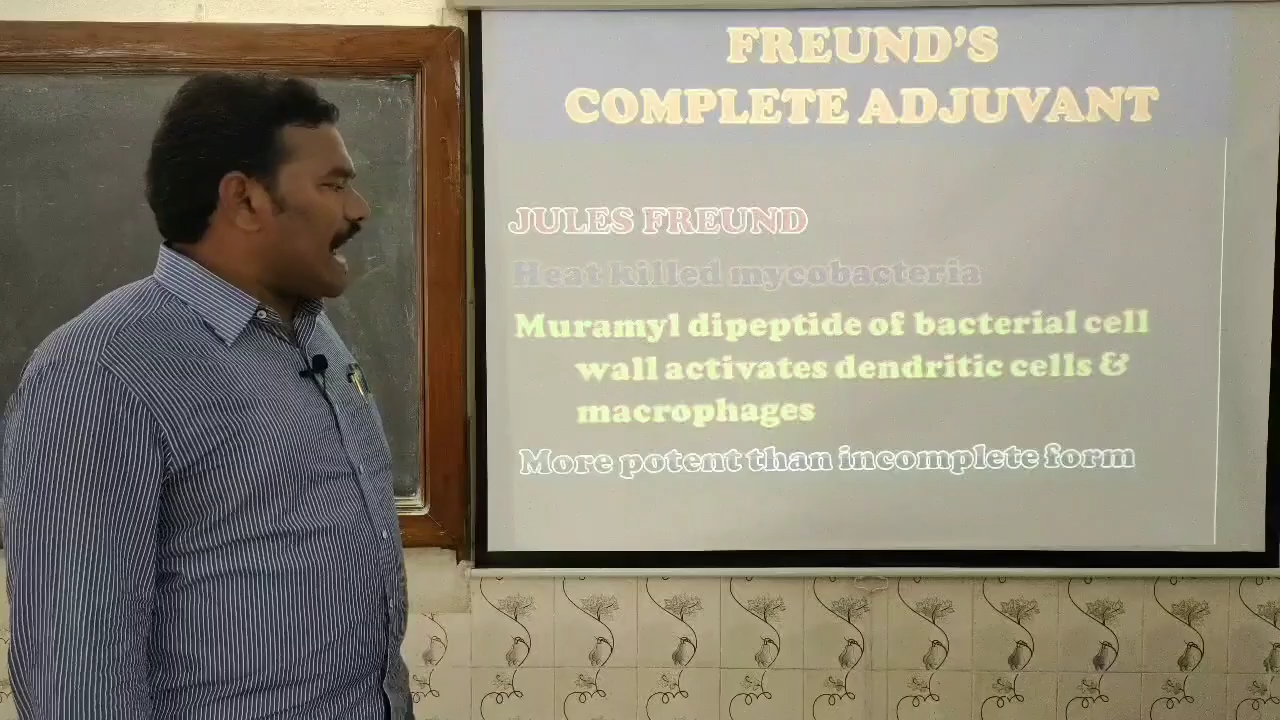 FREUND'S
COMPLETE ADJUVANT
JULES FREUND
Heat killed mycobacteria
Muramyl dipeptide of bacterial cell
wall activates dendritic cells &
macrophages
More potent than incomplete form